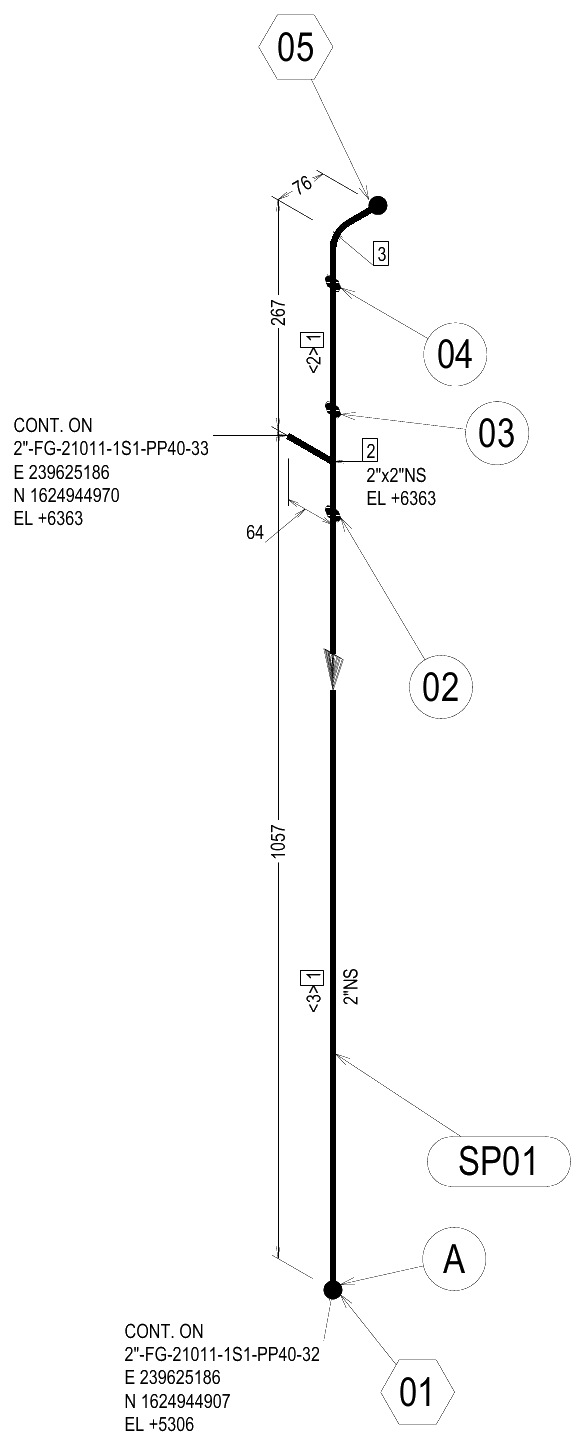 05
76
3
267
<2> 1
04
03
CONT. ON
2"-FG-21011-1S1-PP40-33
E 239625186
N 1624944970
EL +6363
2
2"x2"NS
EL +6363
64
02
1057
<3> 1
2"NS
SP01
A
CONT. ON
2"-FG-21011-1S1-PP40-32
E 239625186
N 1624944907
EL +5306
01